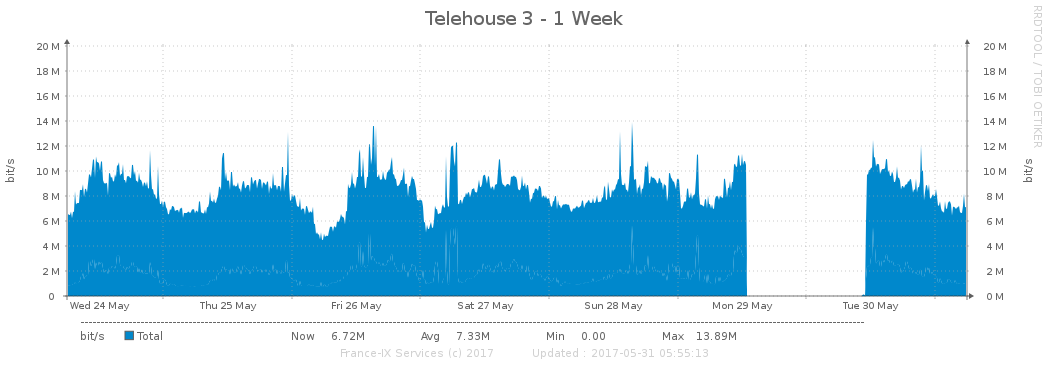 Telehouse 3 - 1 Week
RRDTOOL / TOBI OETIKER
bit/s
20 M
18 M
16 M
14 M
12 M
10 M
8 M
6 M
4 M
2 M
0
20 M
18 M
16 M
14 M
12 M
10 M
8 M
6 M
4 M
2 M
0 M
bit/s
Wed 24 May Thu 25 May Fri 26 May Sat 27 May Sun 28 May Mon 29 May Tue 30 May
bit/s Total Now 6.72M Avg 7.33M Min 0.00 Max 13.89M
France-IX Services (c) 2017 Updated : 2017-05-31 05:55:13